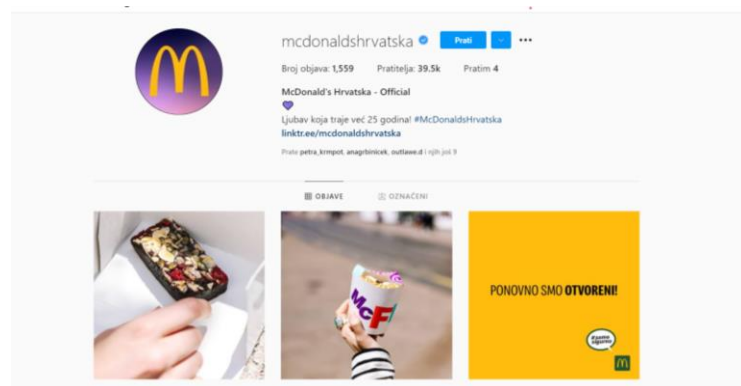 mcdonaldshrvatska Prati
Broj objava: 1,559 Pratitelja: 39.5k Pratim 4
McDonald's Hrvatska - Official
Ljubav koja traje već 25 godina! #McDonaldsHrvatska
linktr.ee/mcdonaldshrvatska
Prate petra_krmpot, anagrbinicek, outlawe.d i njih još 9
OBJAVE OZNAČENI
McF
PONOVNO SMO OTVORENI!